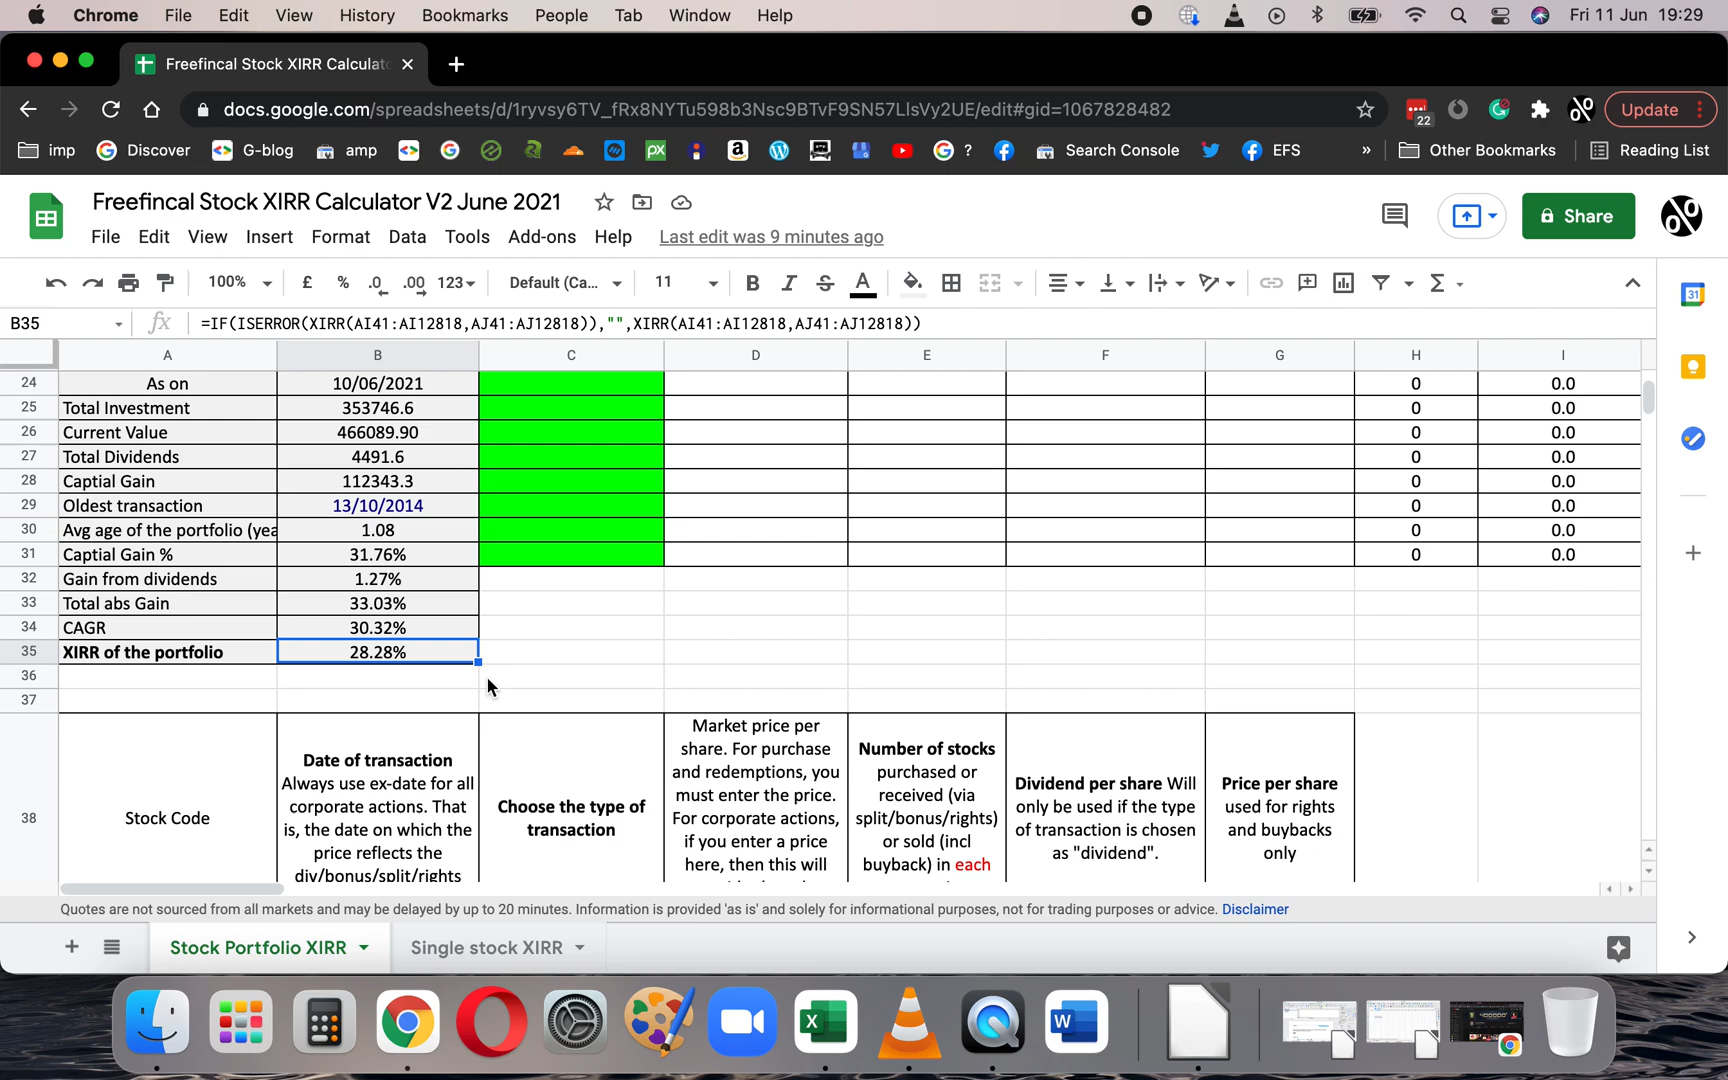 Chrome File Edit View History Bookmarks People Tab Window Help Fri 11 Jun 19:29
Freefincal Stock XIRR Calculat
docs.google.com/spreadsheets/d/1ryvsy6TV_fRx8NYTu598b3Nsc9BTvF9SN57LlsVy2UE/edit#gid=1067828482 22 Update
imp Discover G-blog amp ? Search Console EFS » Other Bookmarks Reading List
Freefincal Stock XIRR Calculator V2 June 2021 Share
File Edit View Insert Format Data Tools Add-ons Help Last edit was 9 minutes ago
100% £ % .0 .00 123 Default (Ca... 11 B I S A Σ 31
B35 fx =IF(ISERROR(XIRR(AI41:AI12818,AJ41:AJ12818)),"",XIRR(AI41:AI12818,AJ41:AJ12818))
A B C D E F G H I
24 As on 10/06/2021 0 0.0
25 Total Investment 353746.6 0 0.0
26 Current Value 466089.90 0 0.0
27 Total Dividends 4491.6 0 0.0
28 Captial Gain 112343.3 0 0.0
29 Oldest transaction 13/10/2014 0 0.0
30 Avg age of the portfolio (yea 1.08 0 0.0
31 Captial Gain % 31.76% 0 0.0
32 Gain from dividends 1.27%
33 Total abs Gain 33.03%
34 CAGR 30.32%
35 XIRR of the portfolio 28.28%
36
37
38
Stock Code
Date of transaction
Always use ex-date for all
corporate actions. That
is, the date on which the
price reflects the
div/bonus/split/rights
Choose the type of
transaction
Market price per
share. For purchase
and redemptions, you
must enter the price.
For corporate actions,
if you enter a price
here, then this will
Number of stocks
purchased or
received (via
split/bonus/rights)
or sold (incl
buyback) in each
Dividend per share Will
only be used if the type
of transaction is chosen
as "dividend".
Price per share
used for rights
and buybacks
only
Quotes are not sourced from all markets and may be delayed by up to 20 minutes. Information is provided 'as is' and solely for informational purposes, not for trading purposes or advice. Disclaimer
Stock Portfolio XIRR Single stock XIRR